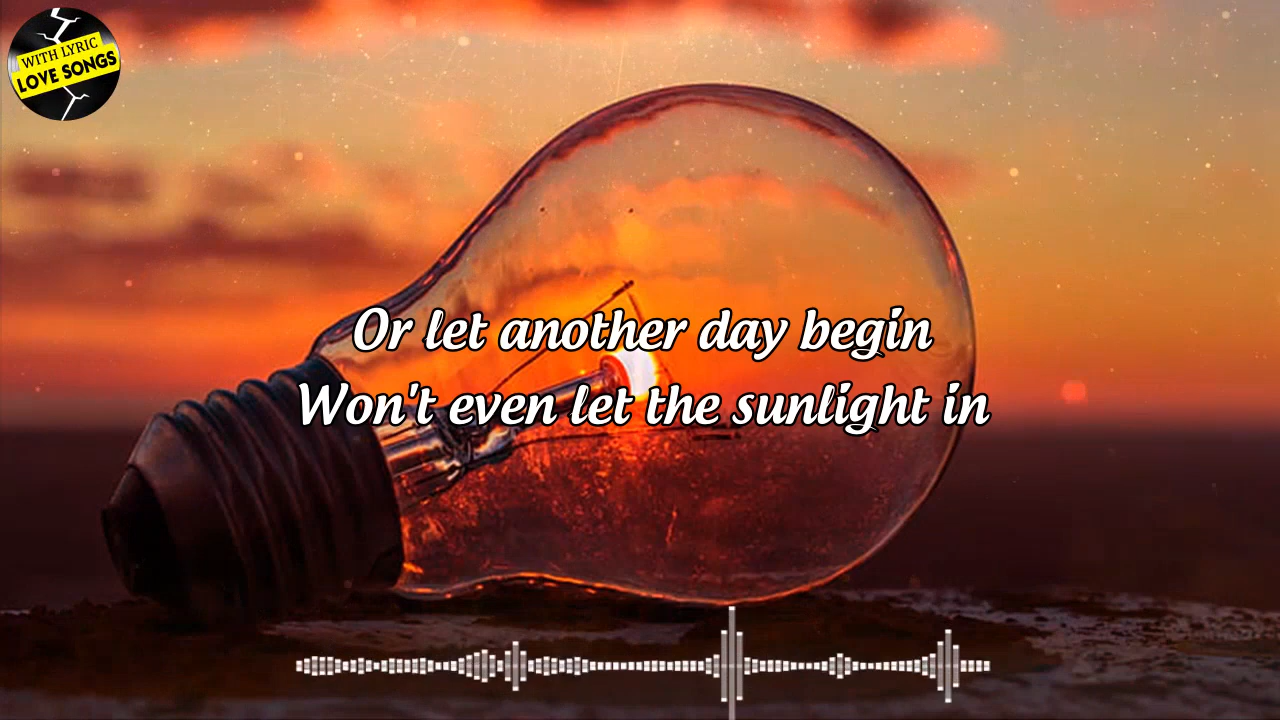 WITH LYRIC
LOVE SONGS
Or let another day begin
Won't even let the sunlight in